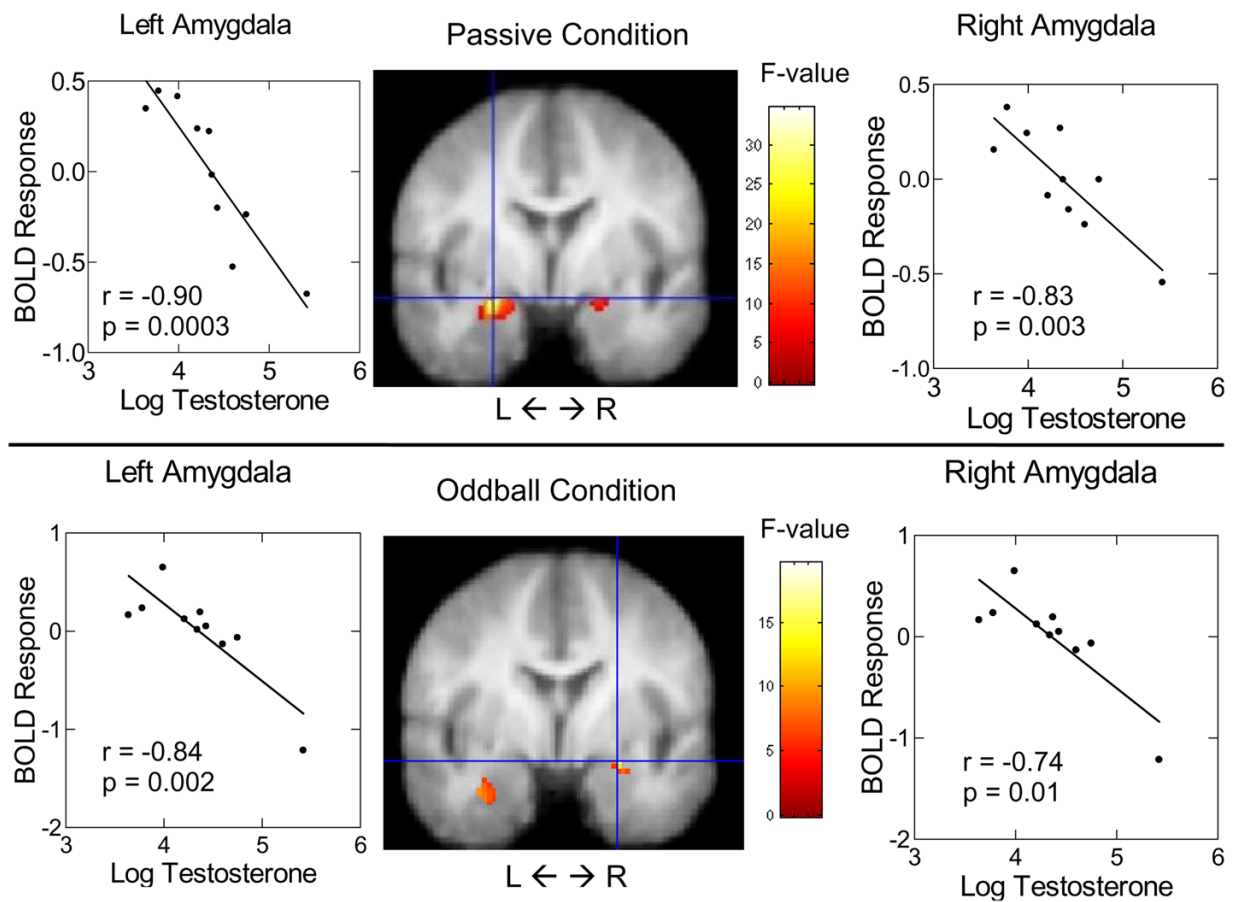 Left Amygdala
Passive Condition
Right Amygdala
F-value
BOLD Response
0.5
0.0
-0.5
-1.0
r = -0.90
p = 0.0003
3 4 5 6
Log Testosterone
30
25
20
15
10
5
0
L ← → R
BOLD Response
0.5
0.0
-0.5
-1.0
r = -0.83
p = 0.003
3 4 5 6
Log Testosterone
Left Amygdala
Oddball Condition
Right Amygdala
F-value
BOLD Response
1
0
-1
-2
r = -0.84
p = 0.002
3 4 5 6
Log Testosterone
15
10
5
0
L ← → R
BOLD Response
1
0
-1
-2
r = -0.74
p = 0.01
3 4 5 6
Log Testosterone